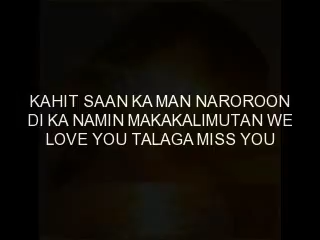 KAHIT SAAN KA MAN NAROROON
DI KA NAMIN MAKAKALIMUTAN WE
LOVE YOU TALAGA MISS YOU